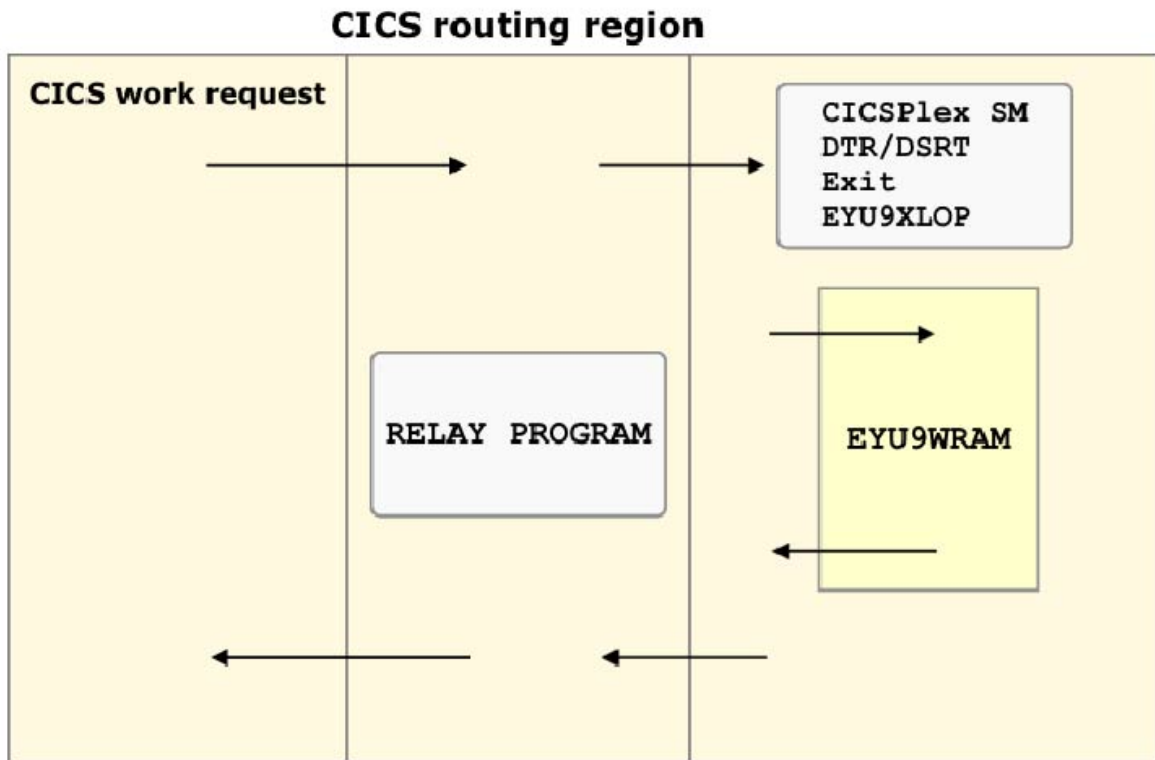 CICS routing region
CICS work request
CICSPlex SM
DTR/DSRT
Exit
EYU9XLOP
RELAY PROGRAM
EYU9WRAM